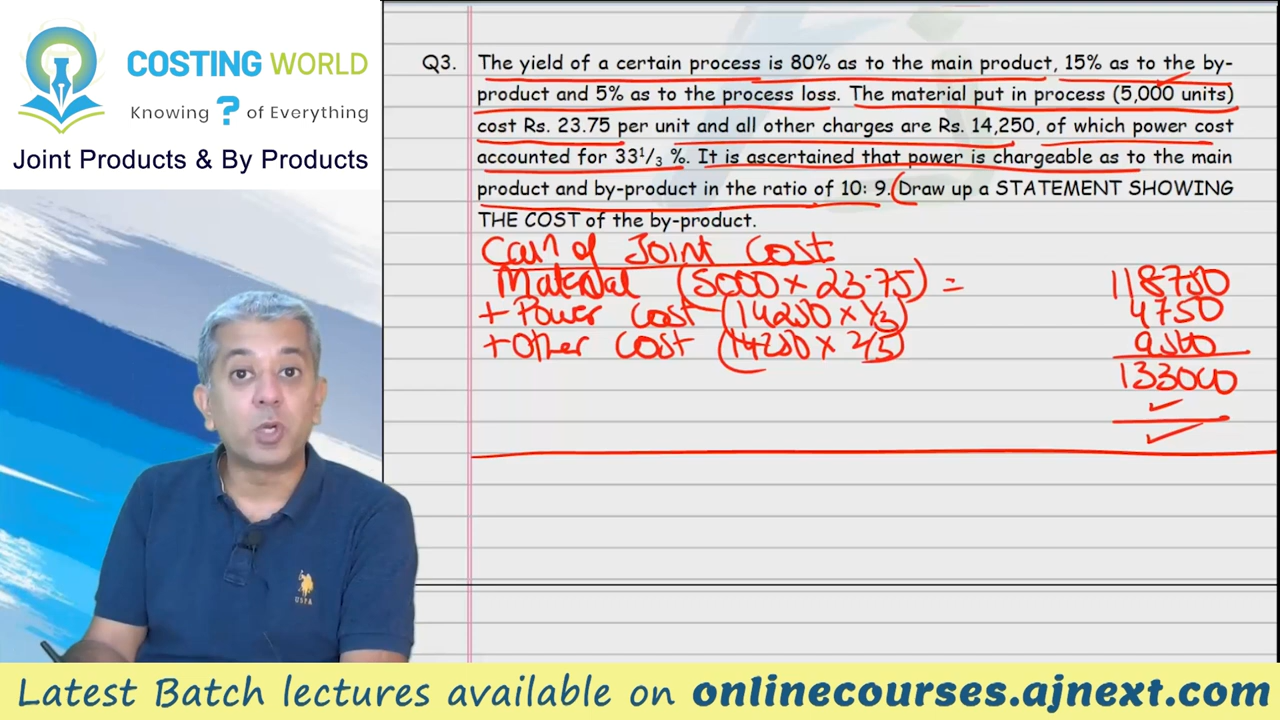 COSTING WORLD
Knowing ? of Everything
Joint Products & By Products
Q3. The yield of a certain process is 80% as to the main product, 15% as to the by-
product and 5% as to the process loss. The material put in process (5,000 units)
cost Rs. 23.75 per unit and all other charges are Rs. 14,250, of which power cost
accounted for 33 1/3 %. It is ascertained that power is chargeable as to the main
product and by-product in the ratio of 10: 9. Draw up a STATEMENT SHOWING
THE COST of the by-product.
Caln of Joint Cost
Material (5000 x 23.75) = 118750
+ Power Cost (14250 x 1/3) 4750
+ Other Cost (14250 x 2/3) 9500
133000
USPA
Latest Batch lectures available on onlinecourses.ajnext.com